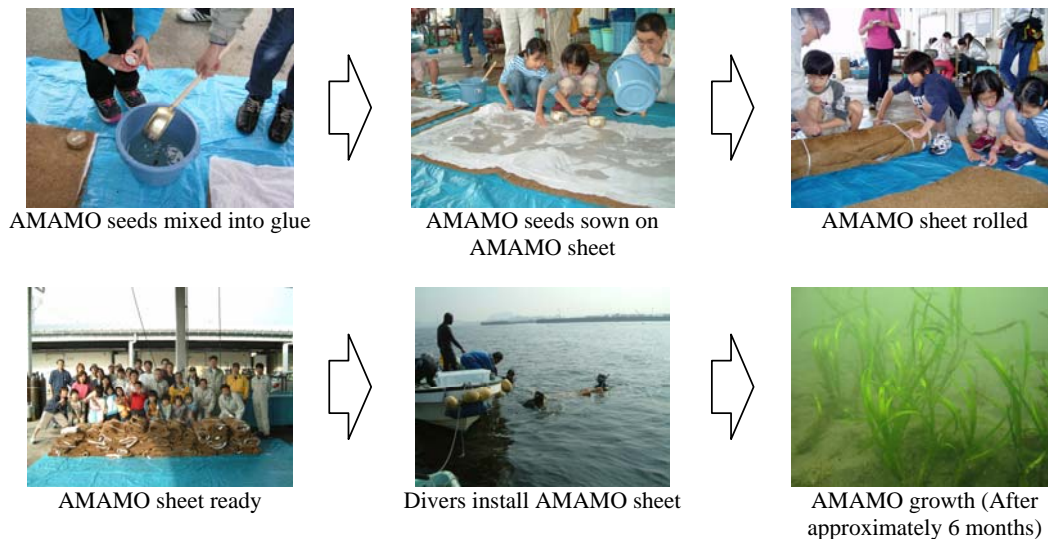 AMAMO seeds mixed into glue
AMAMO seeds sown on
AMAMO sheet
AMAMO sheet rolled
AMAMO sheet ready
Divers install AMAMO sheet
AMAMO growth (After
approximately 6 months)